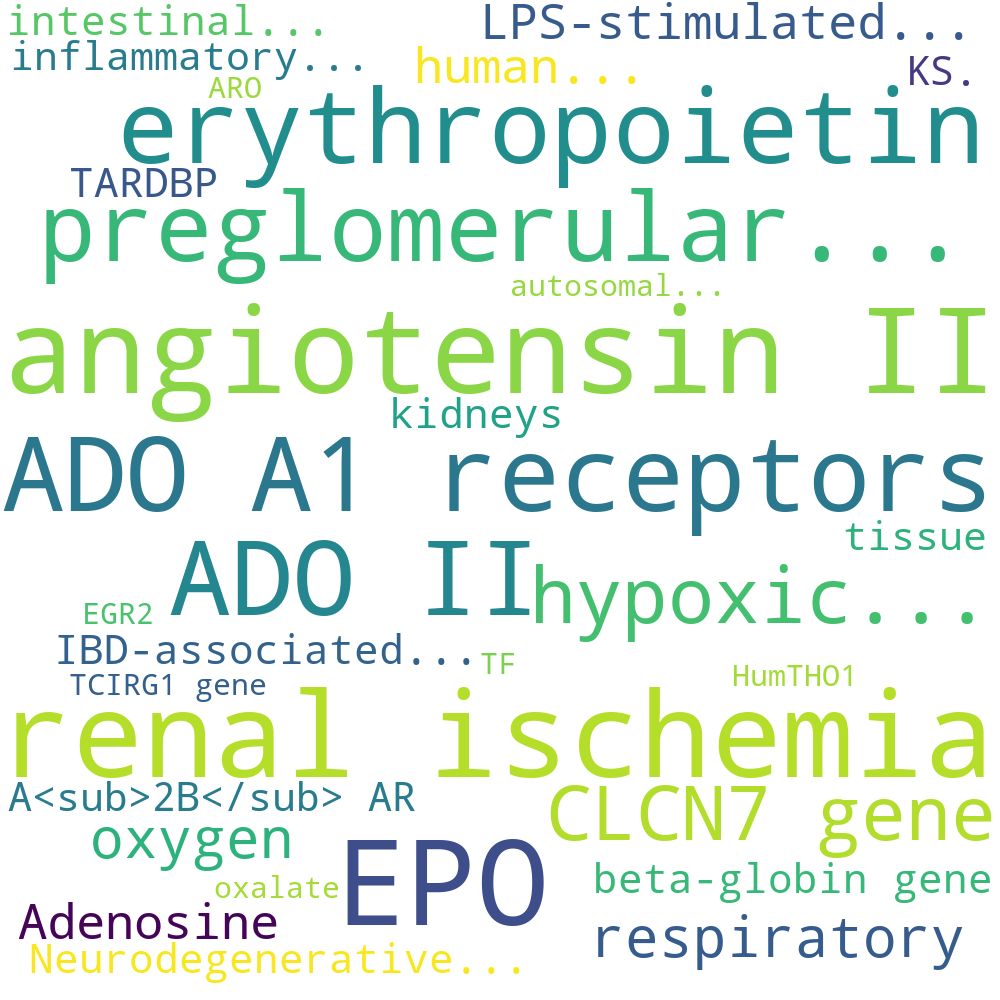 intestinal...
LPS-stimulated...
inflammatory...
human...
KS.
ARO
erythropoietin
TARDBP
preglomerular...
autosomal...
angiotensin II
kidneys
ADO A1 receptors
tissue
ADO II
hypoxic...
EGR2
IBD-associated...
TF
TCIRG1 gene
HumTHO1
renal ischemia
A<sub>2B</sub> AR
CLCN7 gene
oxygen
EPO
beta-globin gene
oxalate
Adenosine
respiratory
Neurodegenerative...